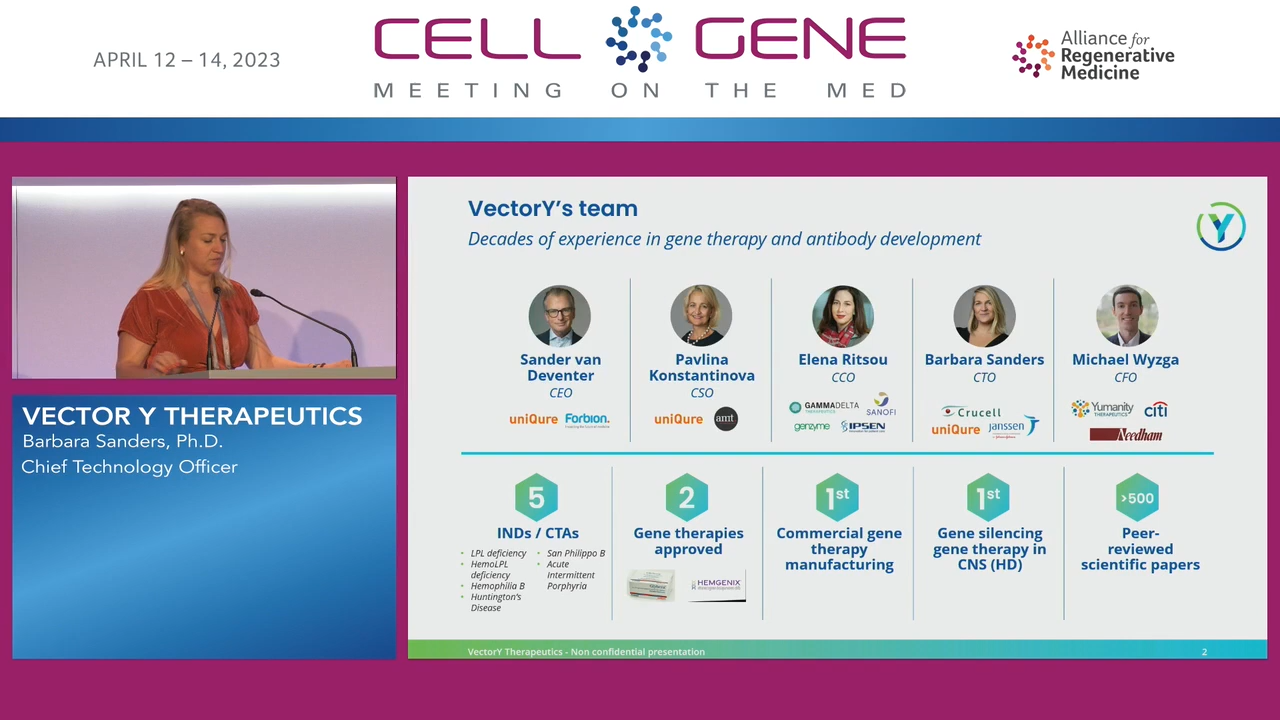 APRIL 12 – 14, 2023
CELL GENE
MEETING ON THE MED
Alliance for
Regenerative
Medicine
VECTOR Y THERAPEUTICS
Barbara Sanders, Ph.D.
Chief Technology Officer
VectorY's team
Decades of experience in gene therapy and antibody development
Y
Sander van
Deventer
CEO
uniQure Forbion.
Pavlina
Konstantinova
CSO
uniQure amt
Elena Ritsou
CCO
GAMMADELTA
THERAPEUTICS
SANOFI
genzyme IPSEN
Barbara Sanders
CTO
Crucell
uniQure janssen
Michael Wyzga
CFO
Yumanity
THERAPEUTICS
citi
Needham
5
INDs / CTAs
• LPL deficiency
• HemoLPL
deficiency
• Hemophilia B
• Huntington's
Disease
• San Philippo B
• Acute
Intermittent
Porphyria
2
Gene therapies
approved
HEMGENIX
1st
Commercial gene
therapy
manufacturing
1st
Gene silencing
gene therapy in
CNS (HD)
>500
Peer-
reviewed
scientific papers
VectorY Therapeutics - Non confidential presentation
2